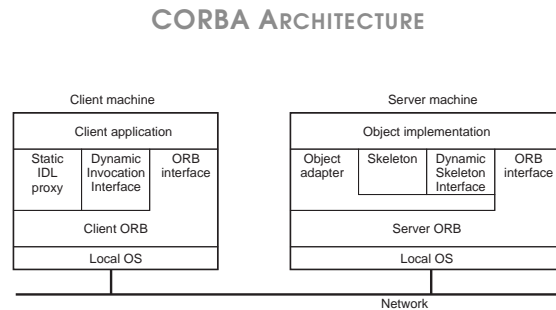 CORBA ARCHITECTURE
Client machine
Client application
Static
IDL
proxy
Dynamic
Invocation
Interface
ORB
interface
Client ORB
Local OS
Server machine
Object implementation
Object
adapter
Skeleton
Dynamic
Skeleton
Interface
ORB
interface
Server ORB
Local OS
Network